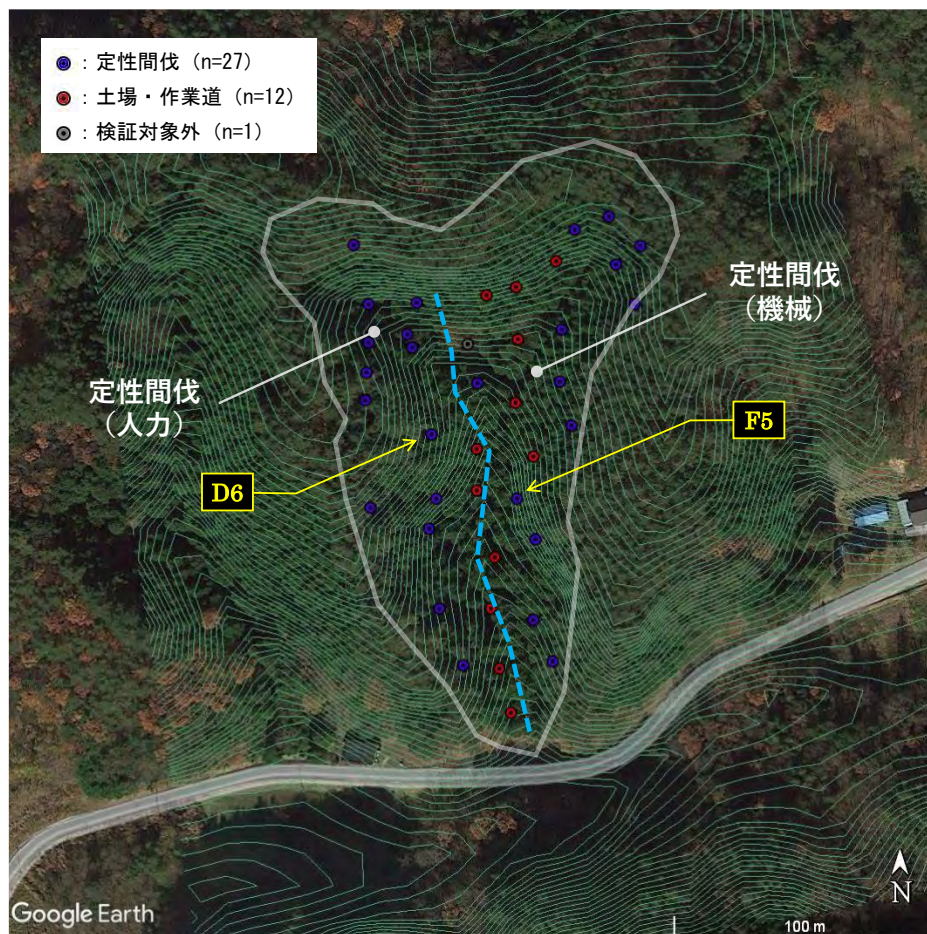 ：定性間伐（n=27）
：土場・作業道（n=12）
：検証対象外（n=1）
定性間伐
（機械）
定性間伐
（人力）
F5
D6
N
Google Earth
100 m